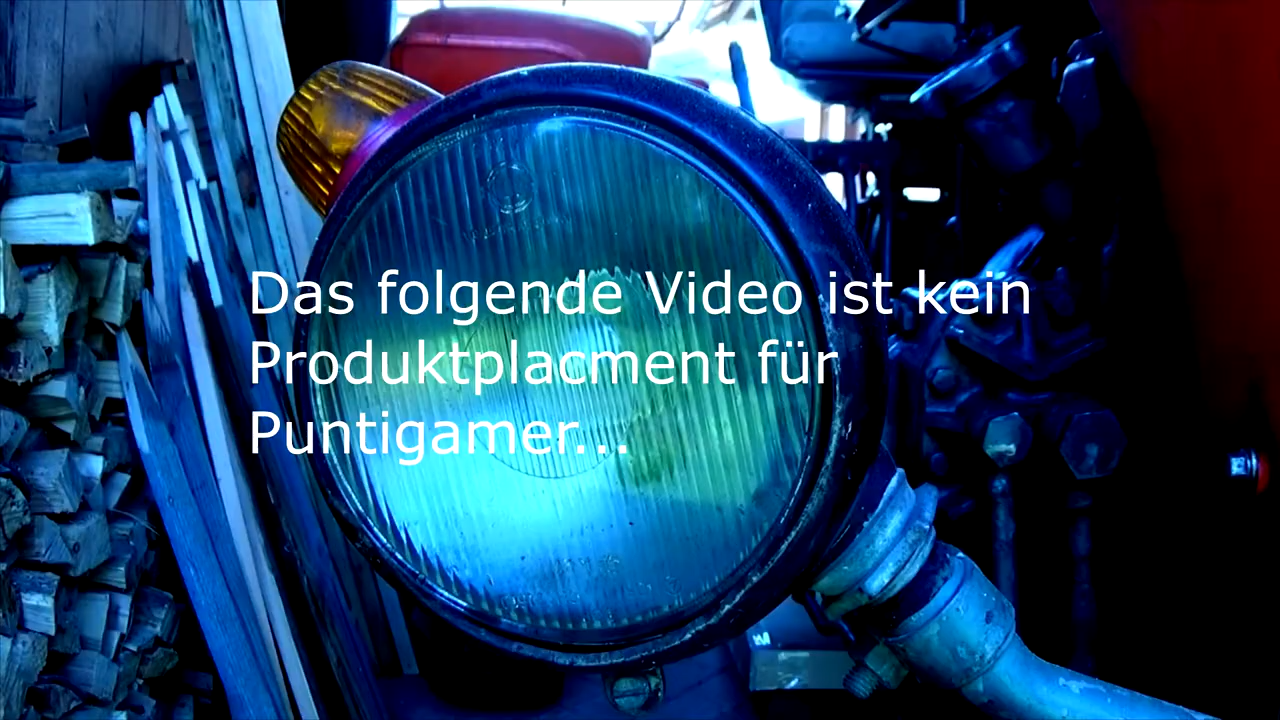 Das folgende Video ist kein
Produktplacment für
Puntigamer...